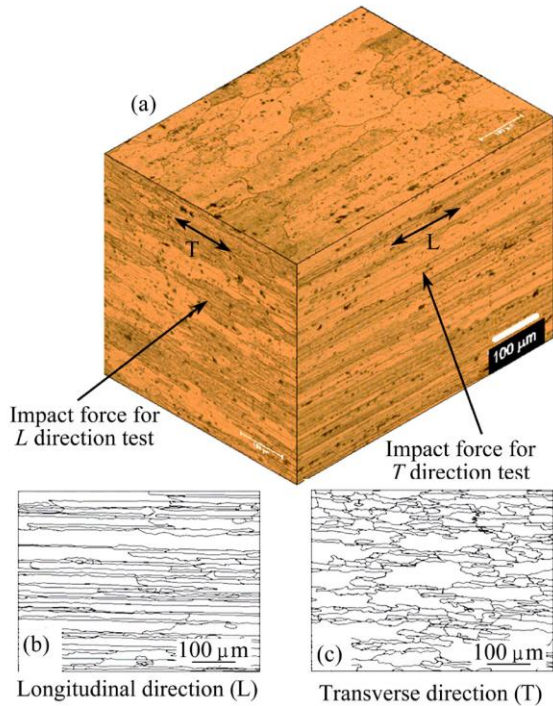 (a)
T
L
100 μm
Impact force for
L direction test
Impact force for
T direction test
(b)
100 μm
(c)
100 μm
Longitudinal direction (L)
Transverse direction (T)